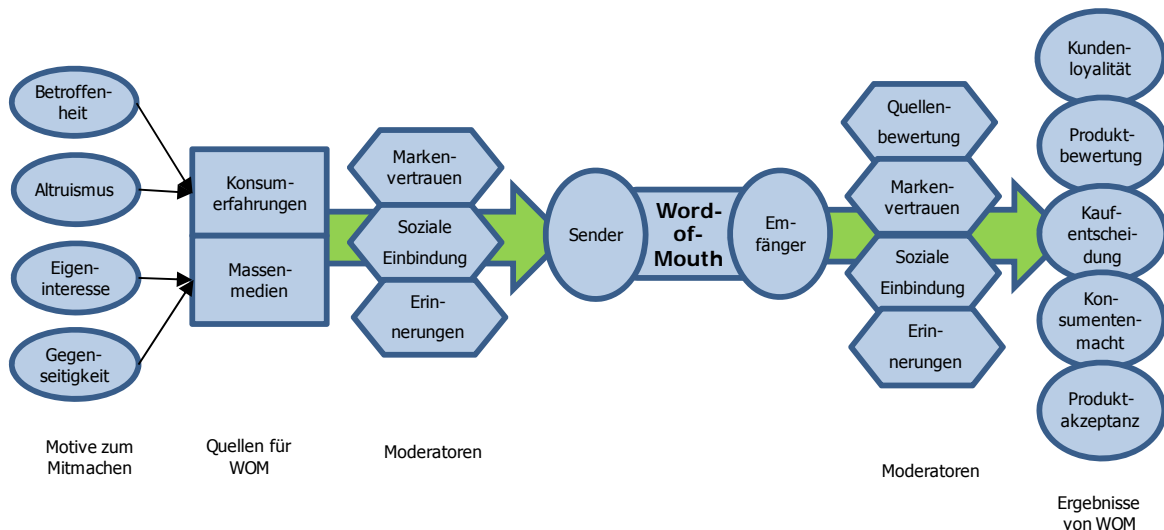 Betroffen-
heit
Altruismus
Eigen-
interesse
Gegen-
seitigkeit
Motive zum
Mitmachen
Konsum-
erfahrungen
Massen-
medien
Quellen für
WOM
Marken-
vertrauen
Soziale
Einbindung
Erin-
nerungen
Moderatoren
Sender
Word-
of-
Mouth
Em-
fänger
Quellen-
bewertung
Marken-
vertrauen
Soziale
Einbindung
Erin-
nerungen
Moderatoren
Kunden-
loyalität
Produkt-
bewertung
Kauf-
entschei-
dung
Kon-
sumenten-
macht
Produkt-
akzeptanz
Ergebnisse
von WOM